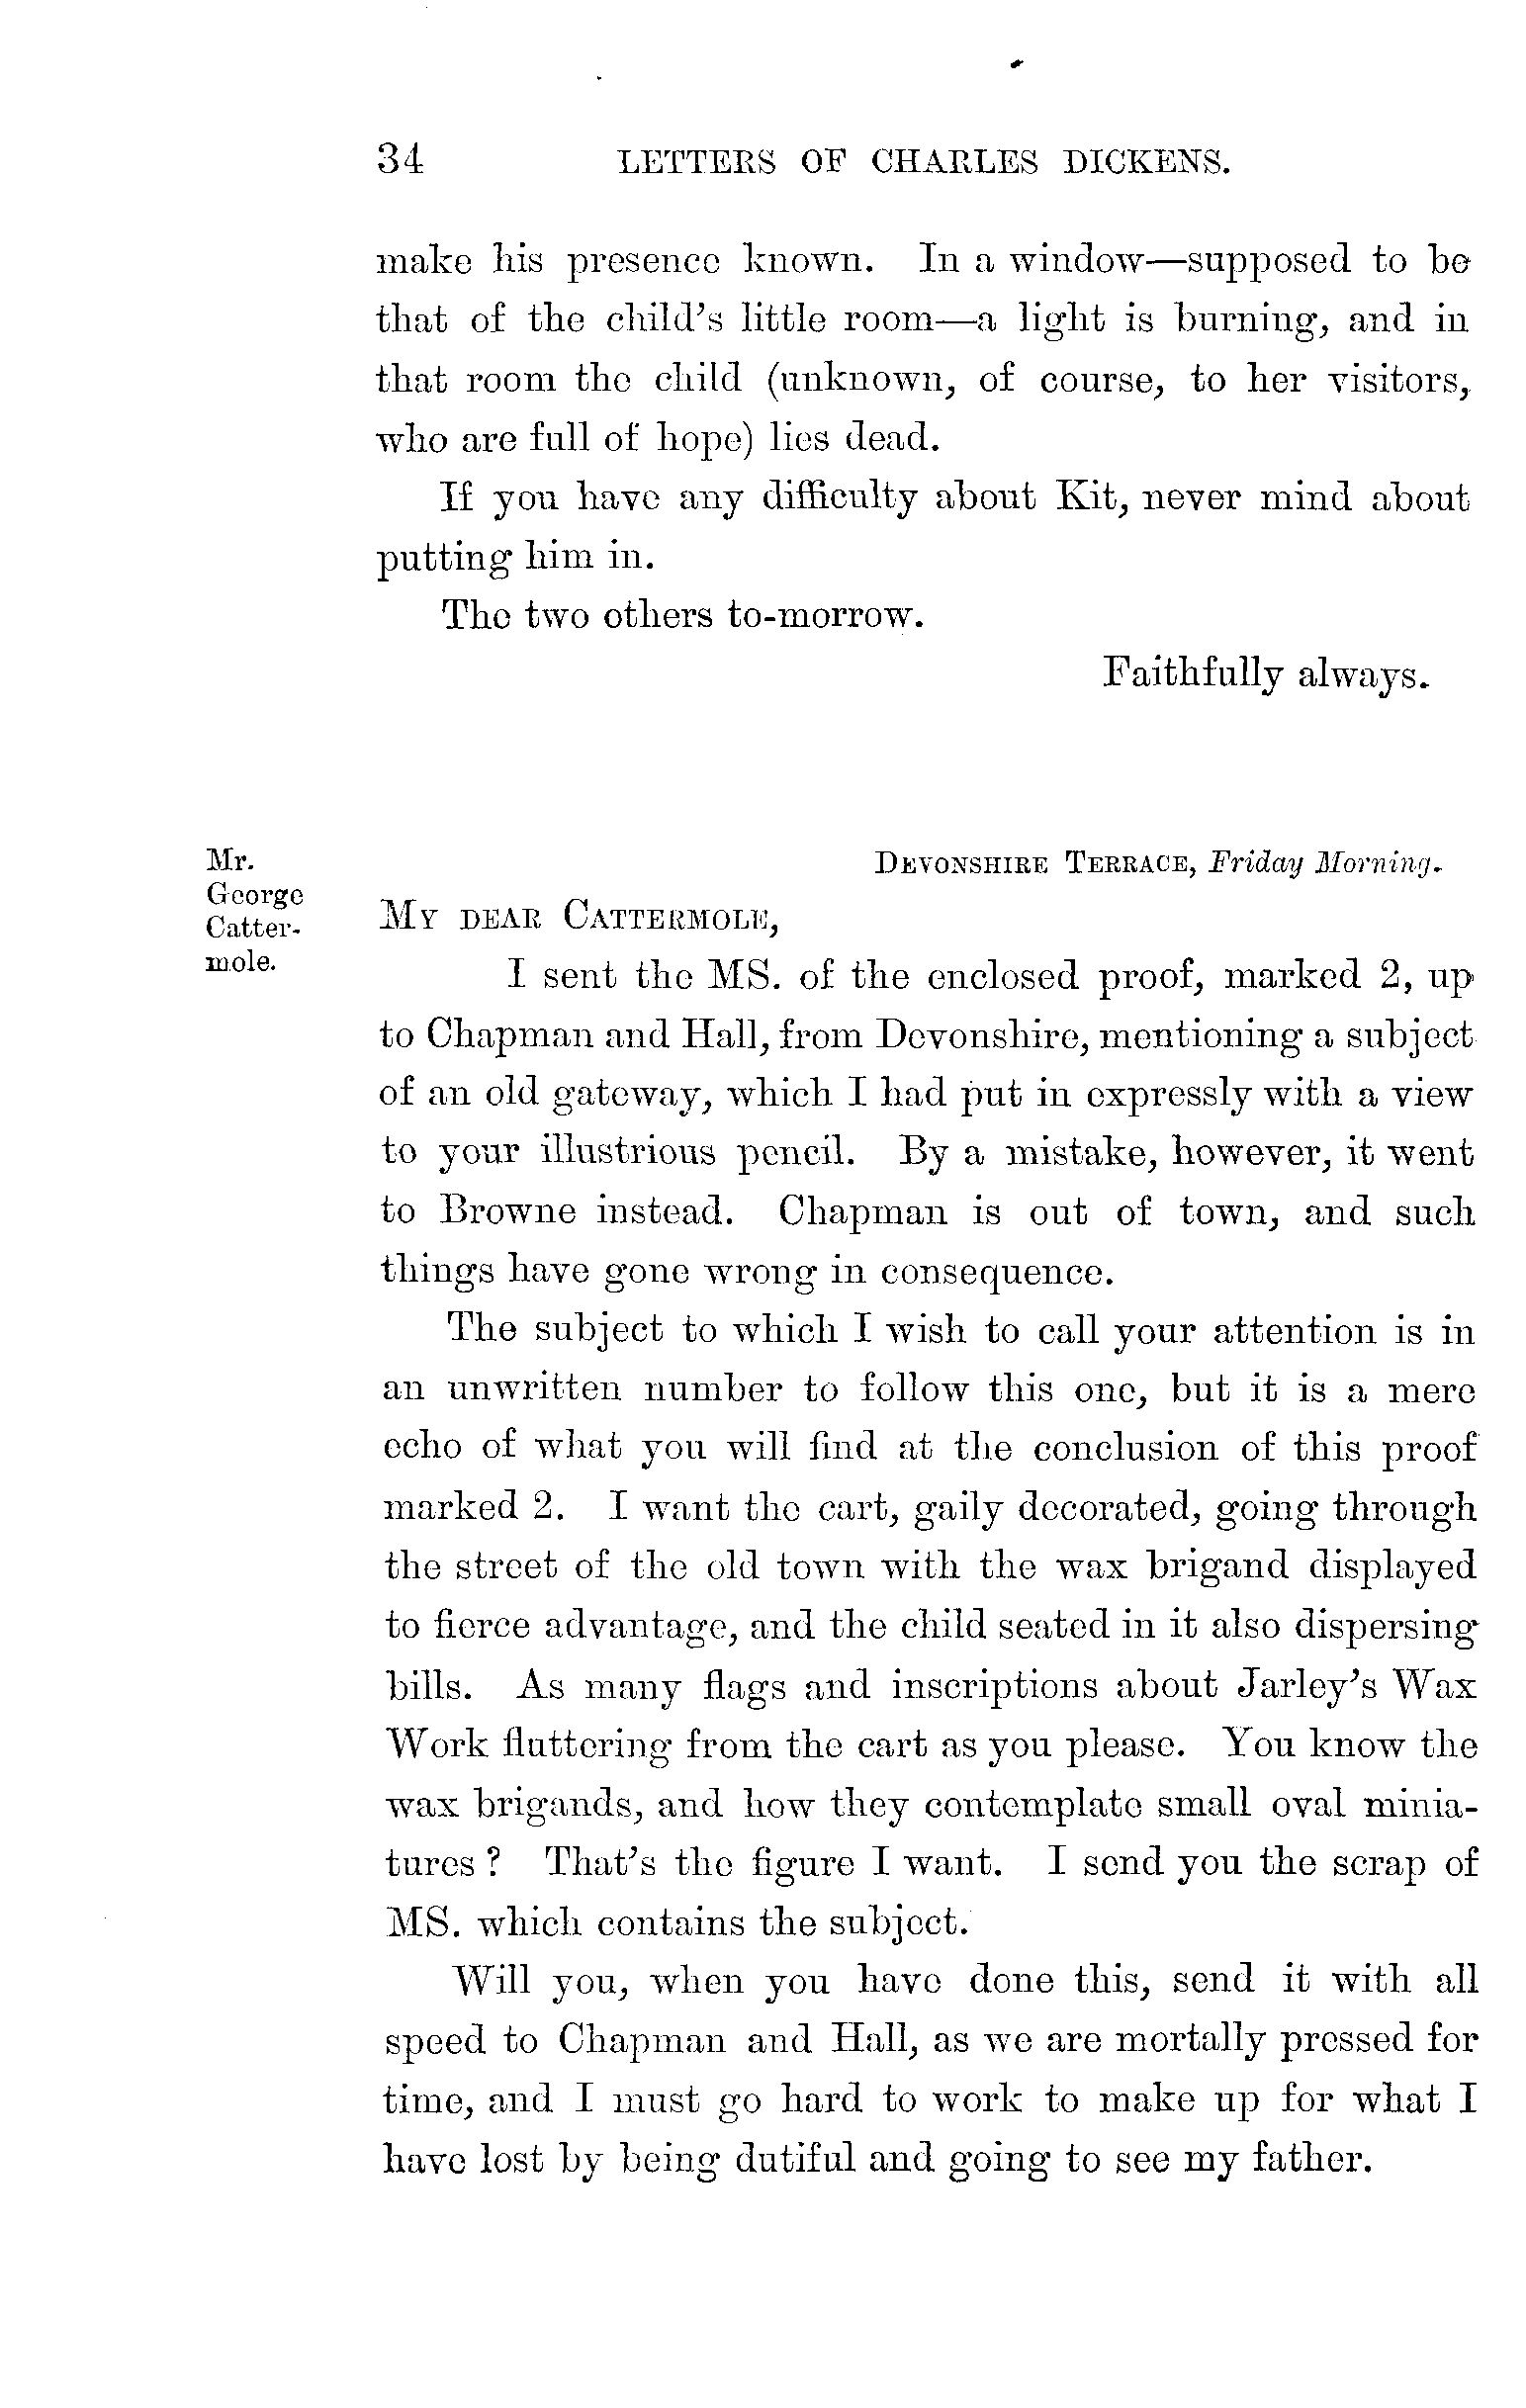 34 LETTERS OF CHARLES DICKENS.
make his presence known. In a window—supposed to be
that of the child's little room—a light is burning, and in
that room the child (unknown, of course, to her visitors,
who are full of hope) lies dead.
If you have any difficulty about Kit, never mind about
putting him in.
The two others to-morrow.
Faithfully always.
Mr.
George
Catter-
mole.
DEVONSHIRE TERRACE, Friday Morning.
MY DEAR CATTERMOLE,
I sent the MS. of the enclosed proof, marked 2, up
to Chapman and Hall, from Devonshire, mentioning a subject
of an old gateway, which I had put in expressly with a view
to your illustrious pencil. By a mistake, however, it went
to Browne instead. Chapman is out of town, and such
things have gone wrong in consequence.
The subject to which I wish to call your attention is in
an unwritten number to follow this one, but it is a mere
echo of what you will find at the conclusion of this proof
marked 2. I want the cart, gaily decorated, going through
the street of the old town with the wax brigand displayed
to fierce advantage, and the child seated in it also dispersing
bills. As many flags and inscriptions about Jarley's Wax
Work fluttering from the cart as you please. You know the
wax brigands, and how they contemplate small oval minia-
tures? That's the figure I want. I send you the scrap of
MS. which contains the subject.
Will you, when you have done this, send it with all
speed to Chapman and Hall, as we are mortally pressed for
time, and I must go hard to work to make up for what I
have lost by being dutiful and going to see my father.